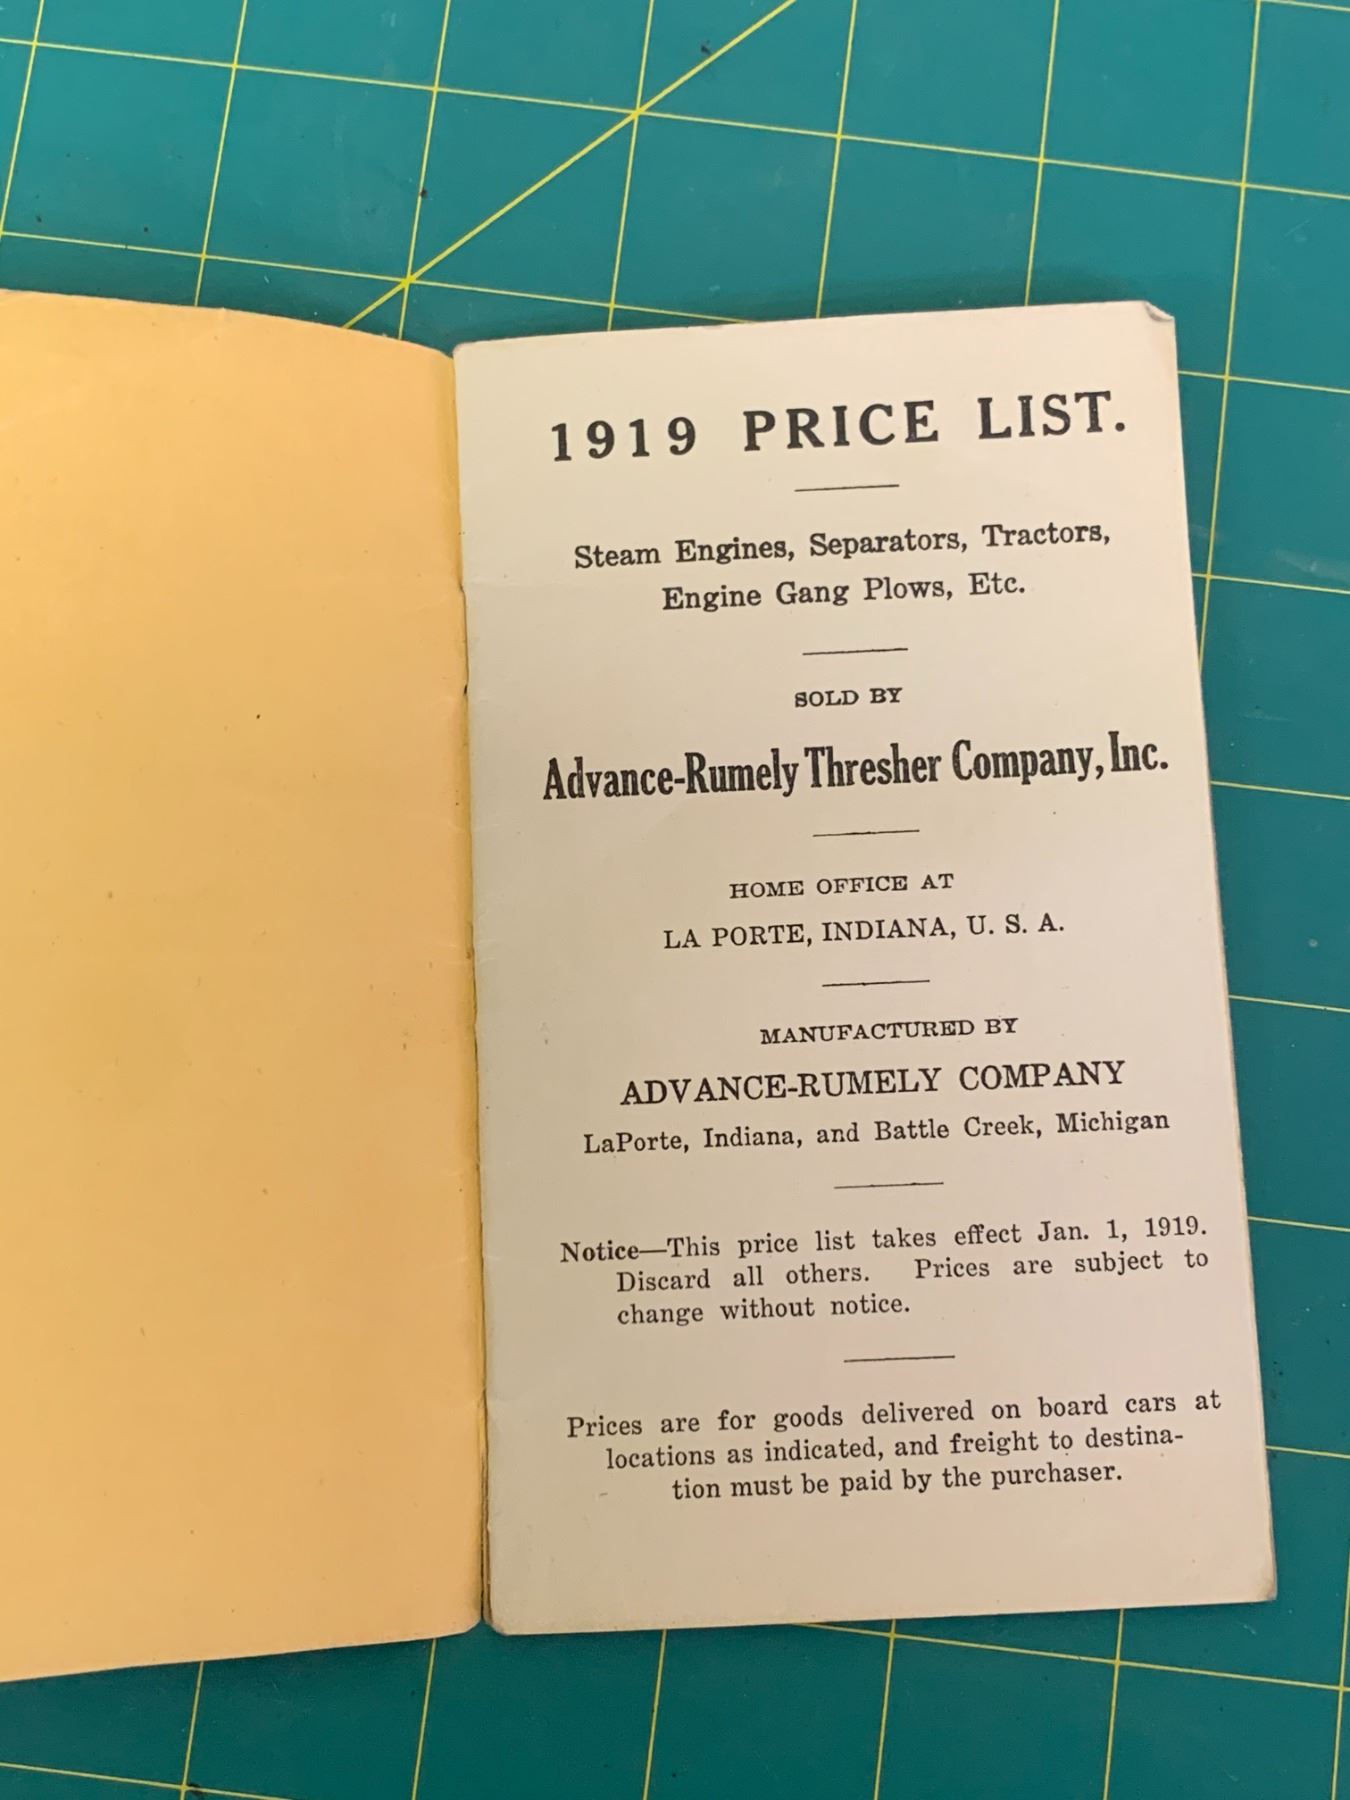 1919 PRICE LIST.
Steam Engines, Separators, Tractors,
Engine Gang Plows, Etc.
SOLD BY
Advance-Rumely Thresher Company, Inc.
HOME OFFICE AT
LA PORTE, INDIANA, U. S. A.
MANUFACTURED BY
ADVANCE-RUMELY COMPANY
LaPorte, Indiana, and Battle Creek, Michigan
Notice—This price list takes effect Jan. 1, 1919.
Discard all others. Prices are subject to
change without notice.
Prices are for goods delivered on board cars at
locations as indicated, and freight to destina-
tion must be paid by the purchaser.